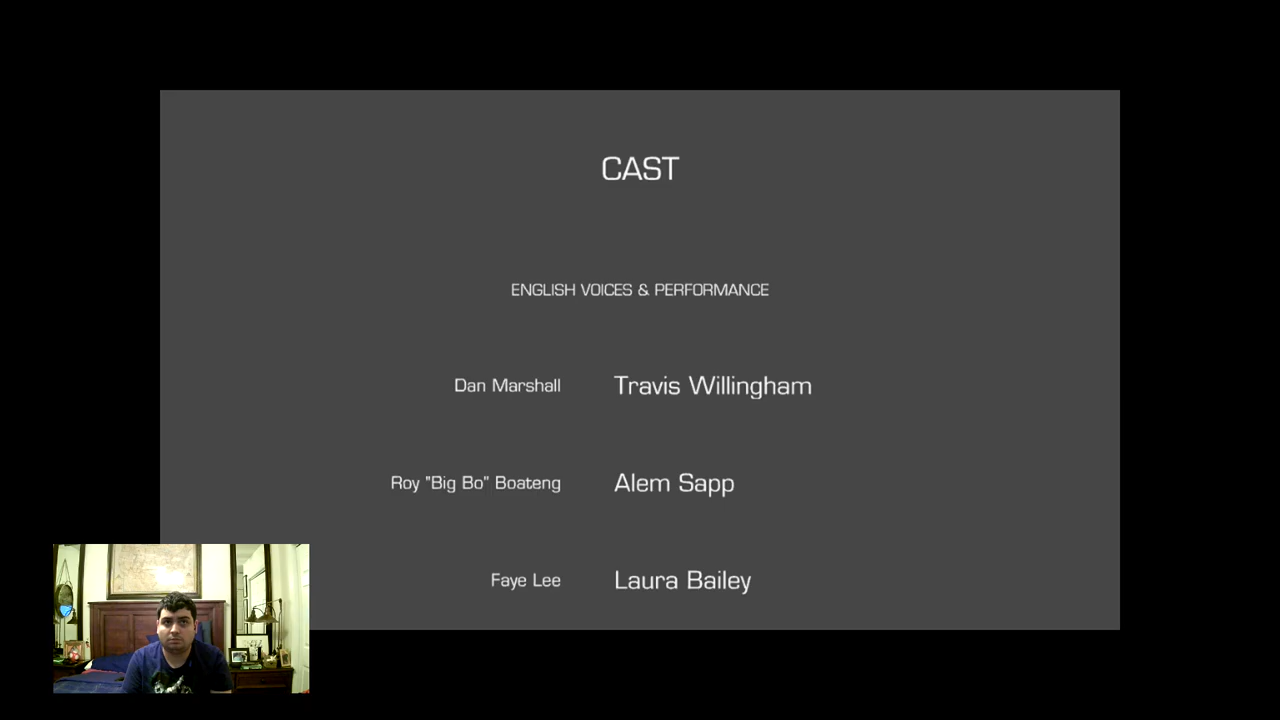 CAST
ENGLISH VOICES & PERFORMANCE
Dan Marshall Travis Willingham
Roy "Big Bo" Boateng Alem Sapp
Faye Lee Laura Bailey